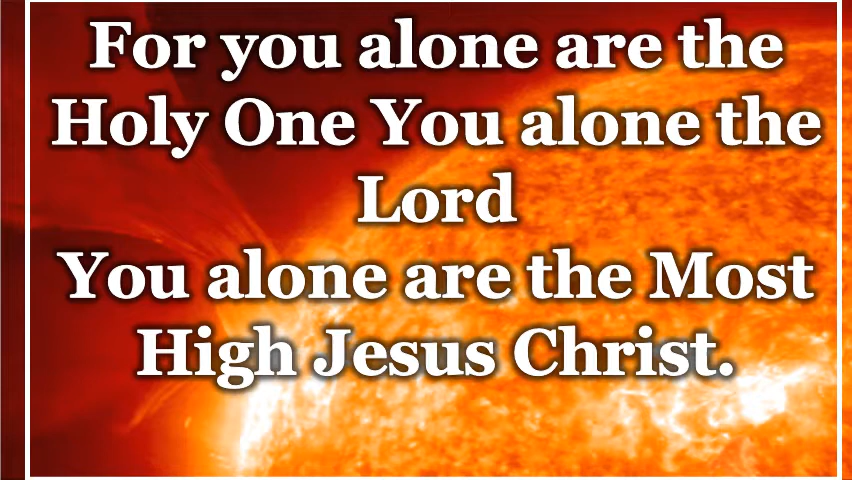 For you alone are the
Holy One You alone the
Lord
You alone are the Most
High Jesus Christ.